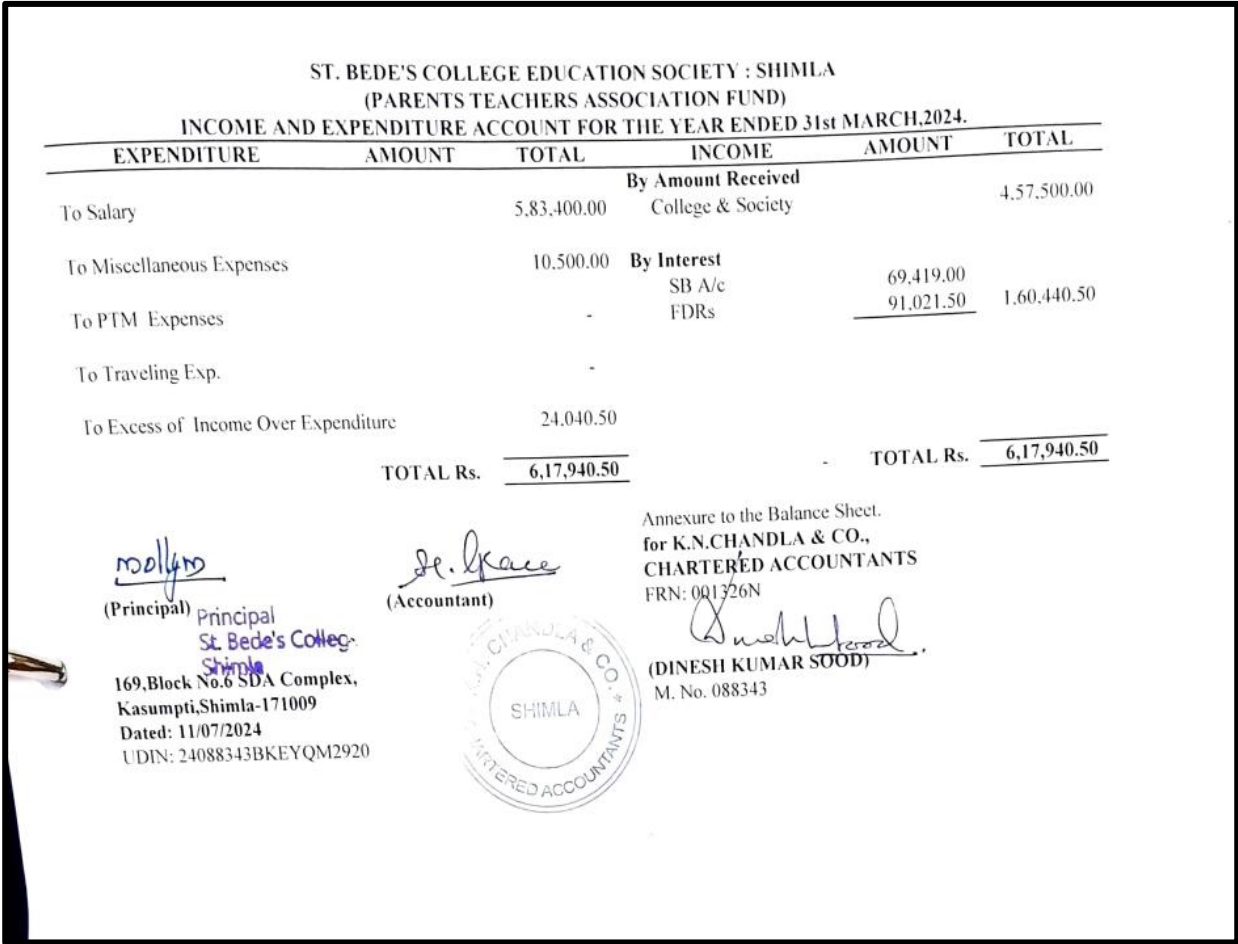 ST. BEDE'S COLLEGE EDUCATION SOCIETY : SHIMLA
(PARENTS TEACHERS ASSOCIATION FUND)
INCOME AND EXPENDITURE ACCOUNT FOR THE YEAR ENDED 31st MARCH,2024.
EXPENDITURE AMOUNT TOTAL INCOME AMOUNT TOTAL
By Amount Received
To Salary 5,83,400.00 College & Society 4,57,500.00
To Miscellaneous Expenses 10,500.00 By Interest
SB A/c 69,419.00
To PTM Expenses - FDRs 91,021.50 1,60,440.50
To Traveling Exp. -
To Excess of Income Over Expenditure 24,040.50
TOTAL Rs. 6,17,940.50 - TOTAL Rs. 6,17,940.50
Annexure to the Balance Sheet.
for K.N.CHANDLA & CO.,
CHARTERED ACCOUNTANTS
FRN: 001326N
(Principal) (Accountant)
Principal
St. Bede's Colleg
Shimla
(DINESH KUMAR SOOD)
M. No. 088343
169,Block No.6 SDA Complex,
Kasumpti,Shimla-171009
Dated: 11/07/2024
UDIN: 24088343BKEYQM2920
CHANDLA & CO. *
SHIMLA
ACCOUNTANTS